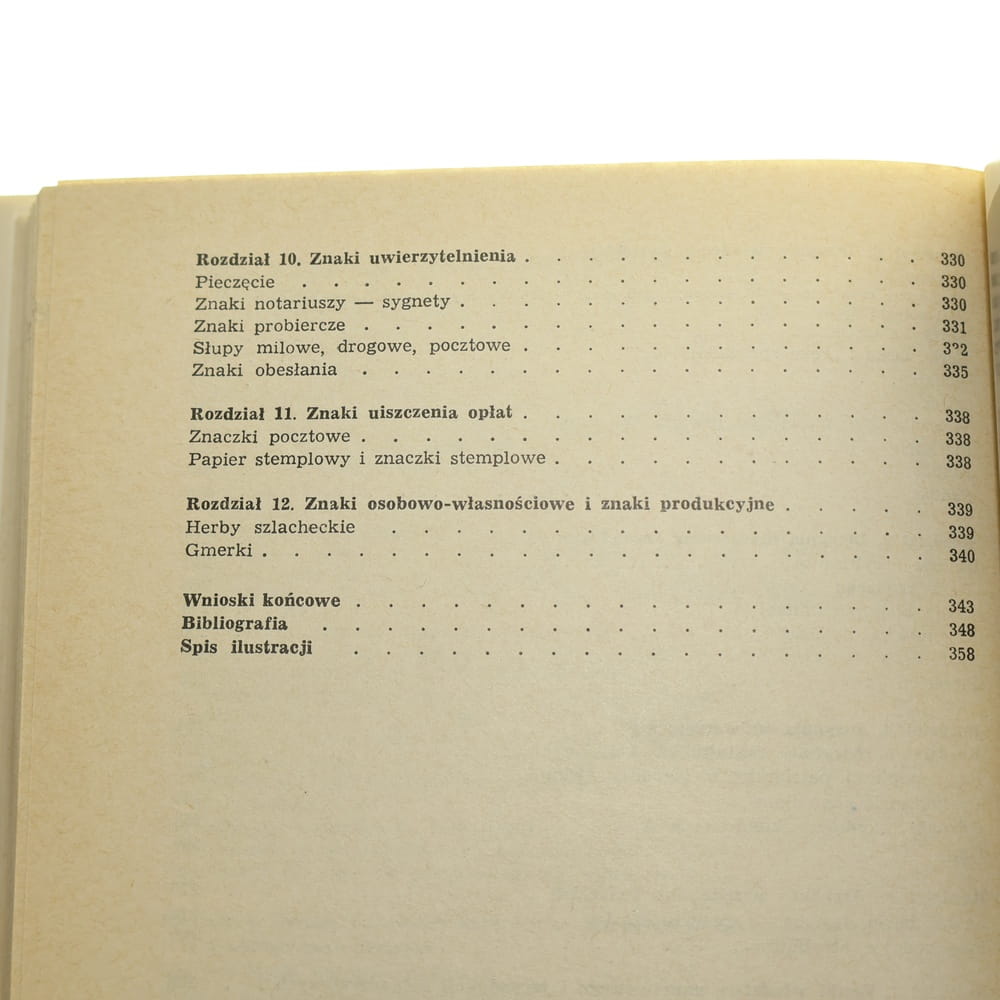 Rozdział 10. Znaki uwierzytelnienia . . . . . . . . . . . . . 330
Pieczęcie . . . . . . . . . . . . . . . . . . . . 330
Znaki notariuszy — sygnety . . . . . . . . . . . . . . . 330
Znaki probiercze . . . . . . . . . . . . . . . . . . 331
Słupy milowe, drogowe, pocztowe . . . . . . . . . . . . .
Znaki obesłania . . . . . . . . . . . . . . . . . . 335
Rozdział 11. Znaki uiszczenia opłat . . . . . . . . . . . . . 338
Znaczki pocztowe . . . . . . . . . . . . . . . . . . 338
Papier stemplowy i znaczki stemplowe . . . . . . . . . . . . 338
Rozdział 12. Znaki osobowo-własnościowe i znaki produkcyjne . . . . . 339
Herby szlacheckie . . . . . . . . . . . . . . . . . 339
Gmerki . . . . . . . . . . . . . . . . . . . . . 340
Wnioski końcowe . . . . . . . . . . . . . . . . . . 343
Bibliografia . . . . . . . . . . . . . . . . . . . 348
Spis ilustracji . . . . . . . . . . . . . . . . . . 358